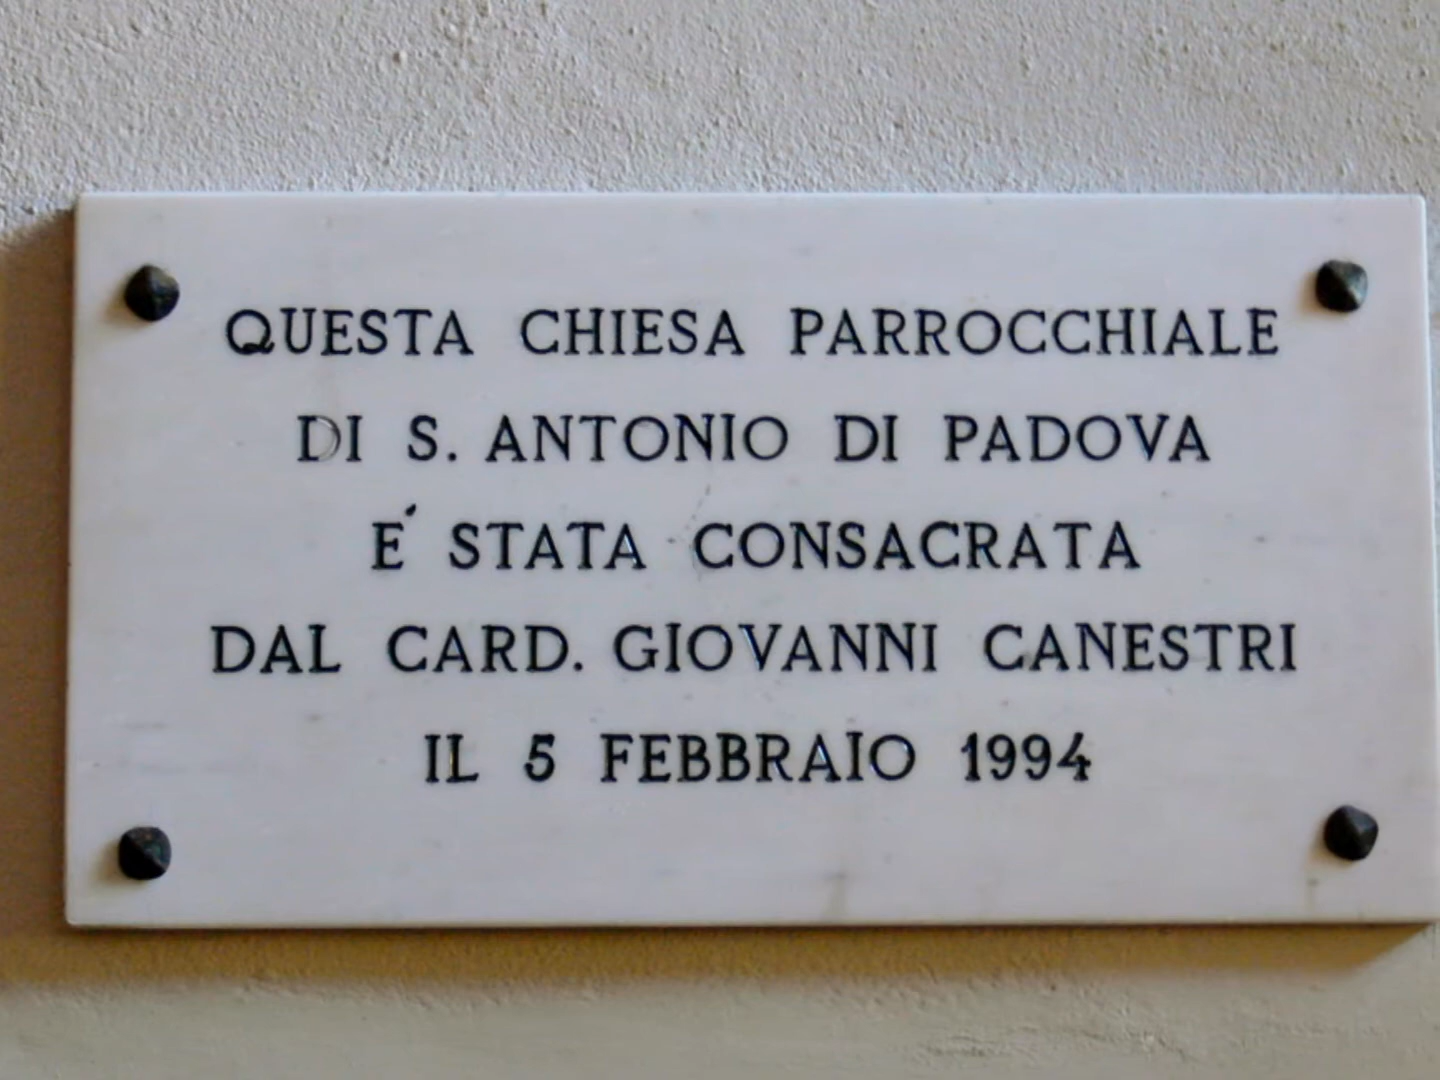 QUESTA CHIESA PARROCCHIALE
DI S. ANTONIO DI PADOVA
É STATA CONSACRATA
DAL CARD. GIOVANNI CANESTRI
IL 5 FEBBRAIO 1994